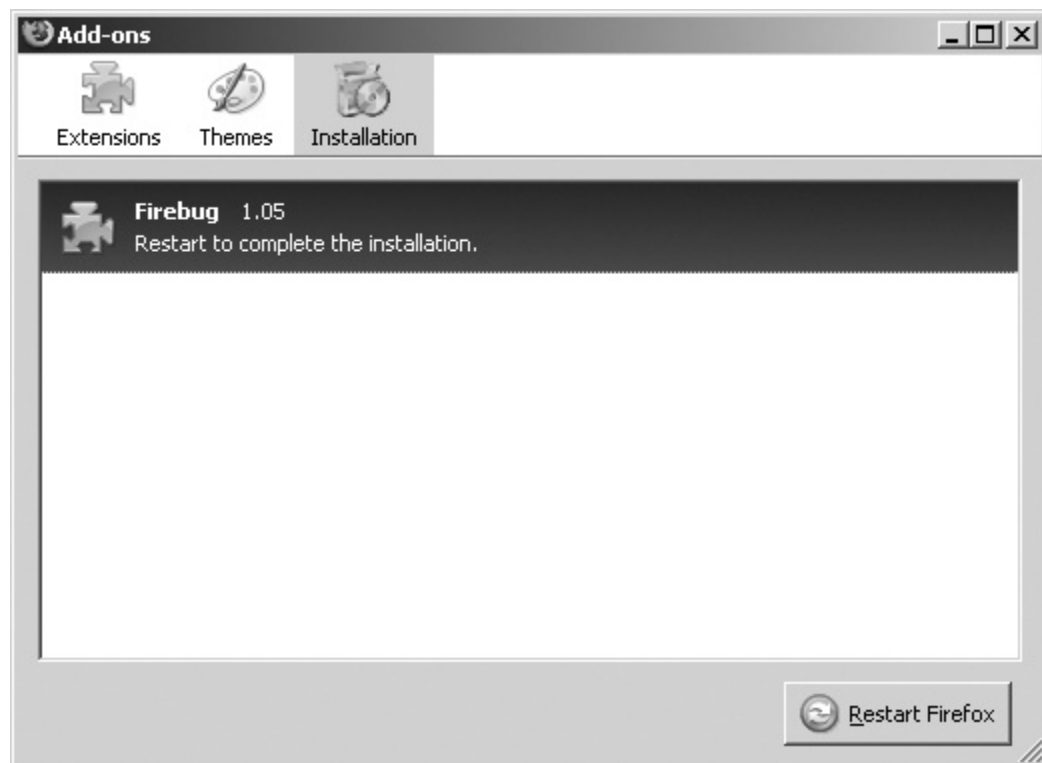 Add-ons
Extensions Themes Installation
Firebug 1.05
Restart to complete the installation.
Restart Firefox